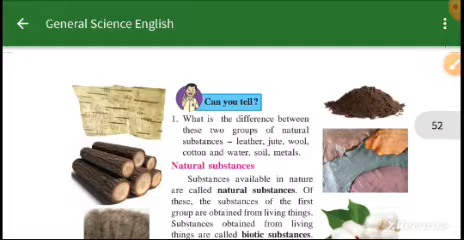 General Science English
Can you tell?
1. What is the difference between
these two groups of natural
substances – leather, jute, wool,
cotton and water, soil, metals.
52
Natural substances
Substances available in nature
are called natural substances. Of
these, the substances of the first
group are obtained from living things.
Substances obtained from living
things are called biotic substances.